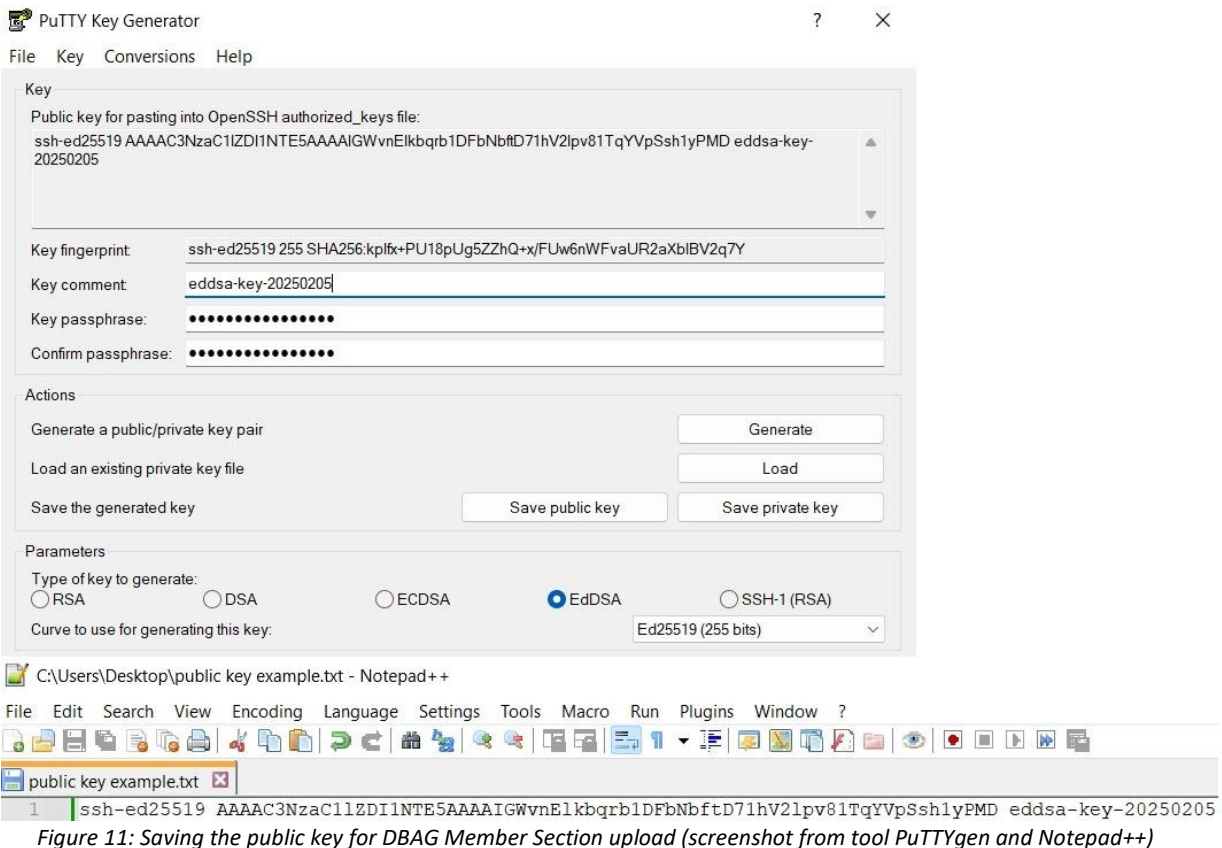 PuTTY Key Generator ?
File Key Conversions Help
Key
Public key for pasting into OpenSSH authorized_keys file:
ssh-ed25519 AAAAC3NzaC1lZDI1NTE5AAAAIGWvnElkbqrb1DFbNbftD71hV2lpv81TqYVpSsh1yPMD eddsa-key-
20250205
Key fingerprint: ssh-ed25519 255 SHA256:kplfx+PU18pUg5ZZhQ+x/FUw6nWFvaUR2aXbIBV2q7Y
Key comment: eddsa-key-20250205
Key passphrase: ••••••••••••••••
Confirm passphrase: ••••••••••••••••
Actions
Generate a public/private key pair Generate
Load an existing private key file Load
Save the generated key Save public key Save private key
Parameters
Type of key to generate:
RSA DSA ECDSA EdDSA SSH-1 (RSA)
Curve to use for generating this key: Ed25519 (255 bits)
C:\Users\Desktop\public key example.txt - Notepad++
File Edit Search View Encoding Language Settings Tools Macro Run Plugins Window ?
public key example.txt
1 ssh-ed25519 AAAAC3NzaC1lZDI1NTE5AAAAIGWvnElkbqrb1DFbNbftD71hV2lpv81TqYVpSsh1yPMD eddsa-key-20250205
Figure 11: Saving the public key for DBAG Member Section upload (screenshot from tool PuTTYgen and Notepad++)